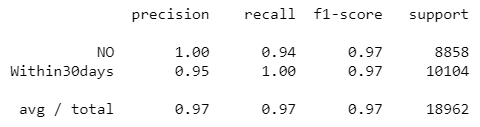 precision recall f1-score support
NO 1.00 0.94 0.97 8858
Within30days 0.95 1.00 0.97 10104
avg / total 0.97 0.97 0.97 18962